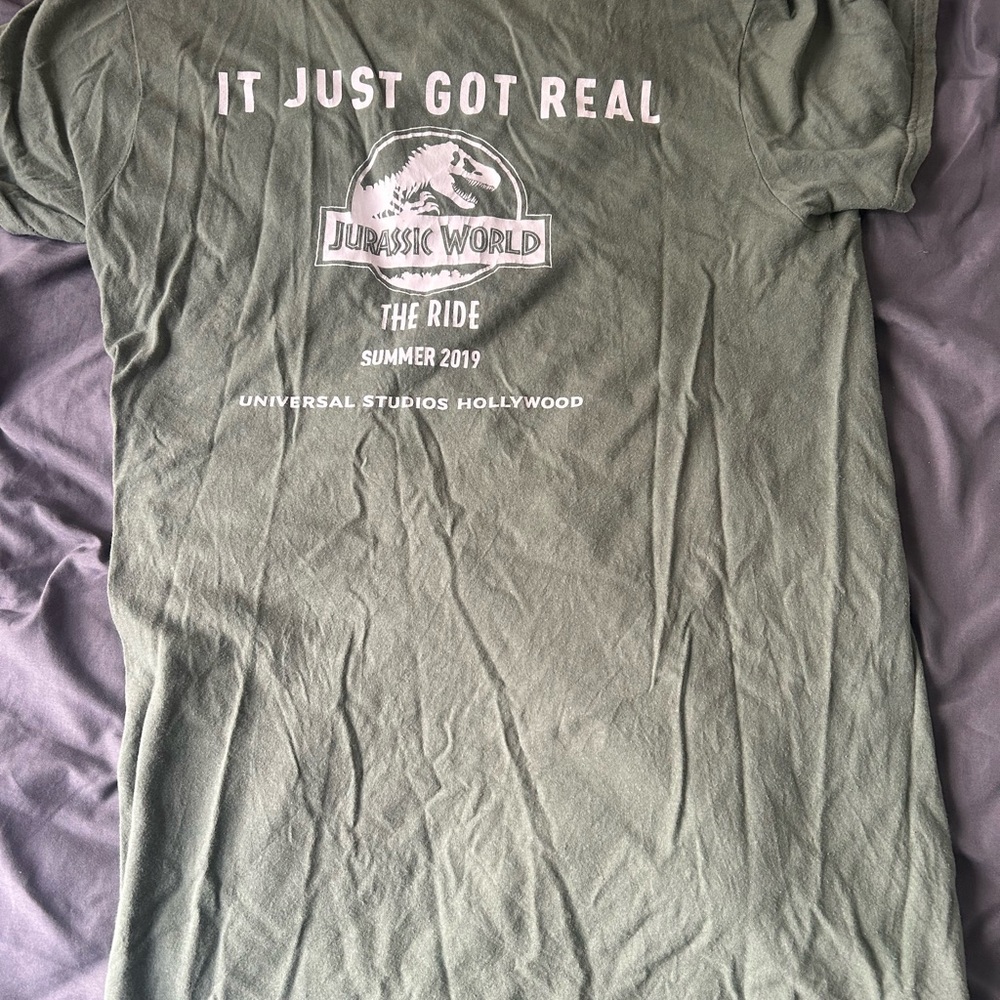 IT JUST GOT REAL
JURASSIC WORLD
THE RIDE
SUMMER 2019
UNIVERSAL STUDIOS HOLLYWOOD